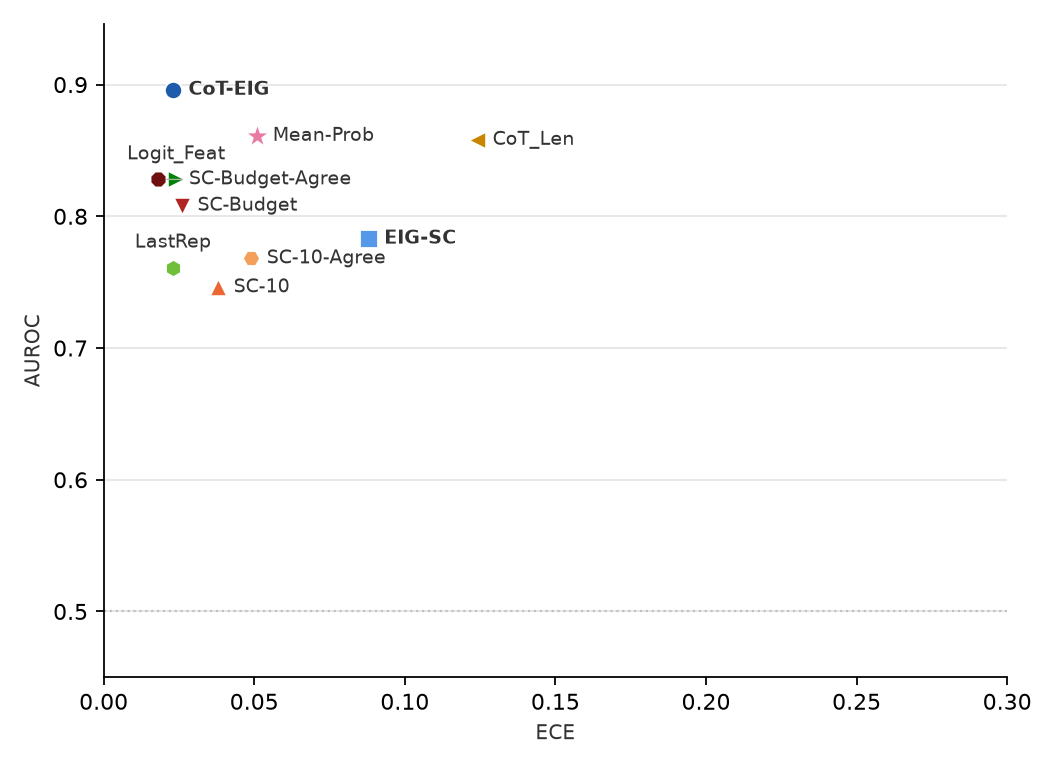 0.9
CoT-EIG
Mean-Prob
CoT_Len
Logit_Feat
SC-Budget-Agree
0.8
SC-Budget
LastRep
EIG-SC
SC-10-Agree
SC-10
0.7
AUROC
0.6
0.5
0.00 0.05 0.10 0.15 0.20 0.25 0.30
ECE